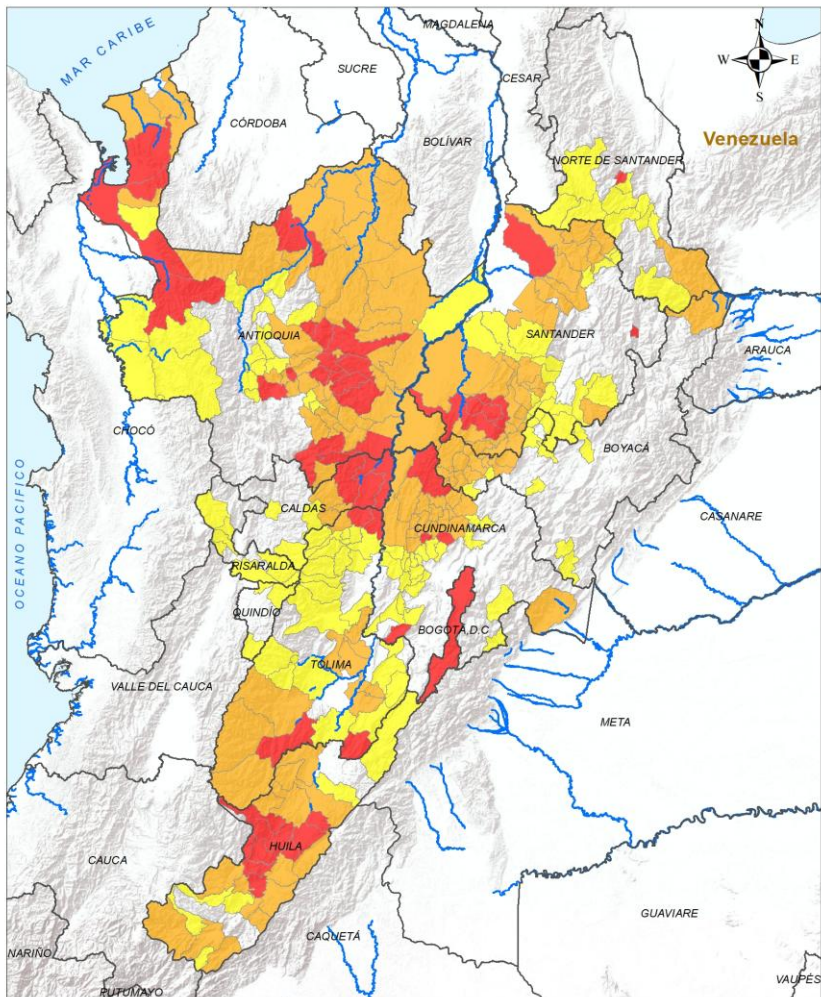 MAGDALENA
N
MAR CARIBE
SUCRE
W
E
CESAR
S
CÓRDOBA
BOLÍVAR
Venezuela
NORTE DE SANTANDER
ANTIOQUIA
SANTANDER
ARAUCA
CHOCÓ
BOYACÁ
OCEANO PACIFICO
CALDAS
CUNDINAMARCA
CASANARE
RISARALDA
QUINDÍO
BOGOTÁ, D.C
TOLIMA
VALLE DEL CAUCA
META
HUILA
CAUCA
GUAVIARE
NARIÑO
CAQUETÁ
PUTUMAYO
VAUPÉS